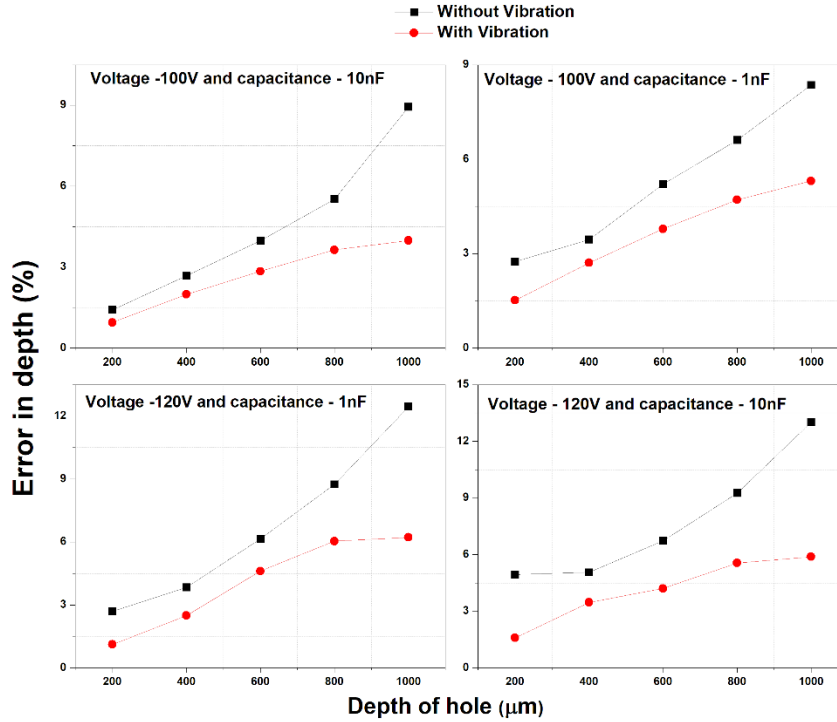 Without Vibration
With Vibration
Voltage -100V and capacitance - 10nF
9
6
3
0
200 400 600 800 1000
Voltage - 100V and capacitance - 1nF
9
6
3
0
200 400 600 800 1000
Error in depth (%)
Voltage -120V and capacitance - 1nF
12
9
6
3
0
200 400 600 800 1000
Voltage - 120V and capacitance - 10nF
15
12
9
6
3
0
200 400 600 800 1000
Depth of hole (μm)